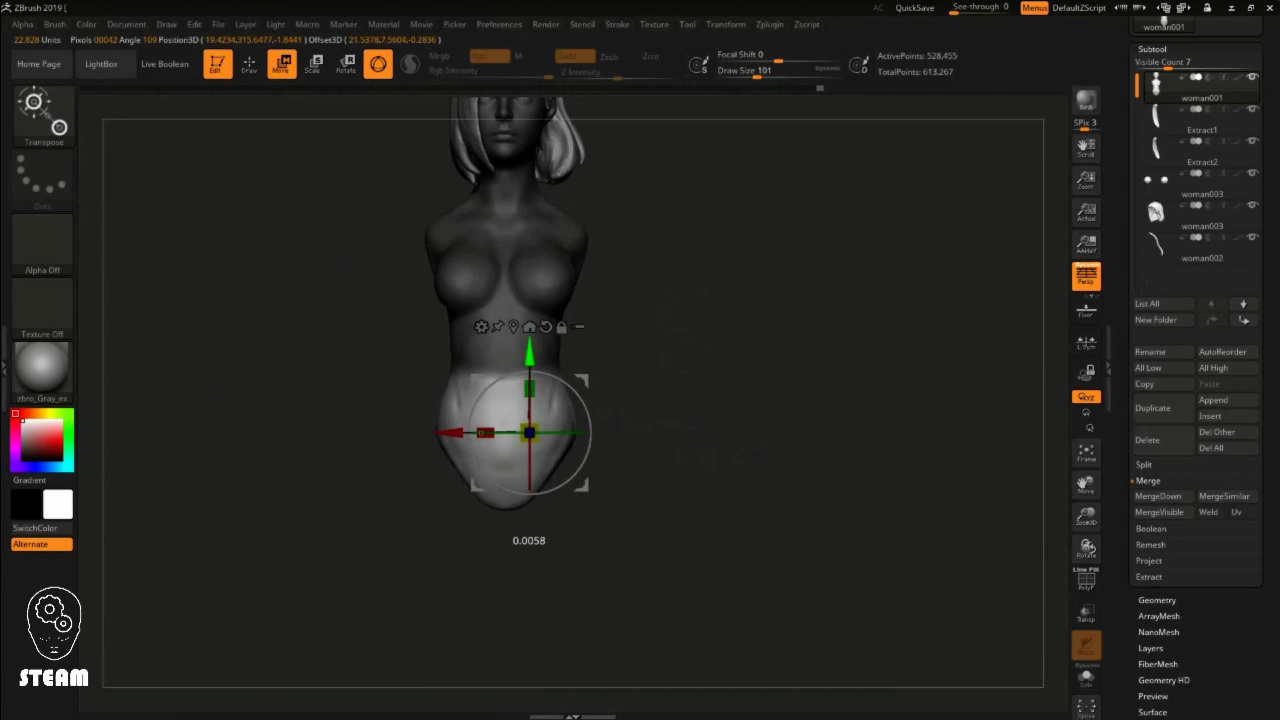 ZBrush 2019 [
AC QuickSave See-through 0 Menus DefaultZScript
Alpha Brush Color Document Draw Edit File Layer Light Macro Marker Material Movie Picker Preferences Render Stencil Stroke Texture Tool Transform Zplugin Zscript
22.828 Units Pixols 00042 Angle 109 Position3D ( 19.4234,315.6477,-1.8441 ) Offset3D ( 21.5378,7.5604,-0.2836 )
Home Page LightBox Live Boolean Edit Draw Move Scale Rotate
Mrgb Rgb M Zadd Zsub Zcut
Rgb Intensity Z Intensity
Focal Shift 0
Draw Size 101 Dynamic
ActivePoints: 528,455
TotalPoints: 613,267
Transpose
Dots
Alpha Off
Texture Off
zbro_Gray_ex
Gradient
SwitchColor
Alternate
STEAM
0.0058
BPR
SPix 3
Scroll
Zoom
Actual
AAHalf
Dynamic
Persp
Floor
L.Sym
XYZ
Frame
Move
Zoom3D
Rotate
Line Fill
PolyF
Transp
Dynamic
Solo
Xpose
woman001
Subtool
Visible Count 7
woman001
Extract1
Extract2
woman003
woman003
woman002
List All
New Folder
Rename AutoReorder
All Low All High
Copy Paste
Duplicate Append
Insert
Delete Del Other
Del All
Split
Merge
MergeDown MergeSimilar
MergeVisible Weld Uv
Boolean
Remesh
Project
Extract
Geometry
ArrayMesh
NanoMesh
Layers
FiberMesh
Geometry HD
Preview
Surface